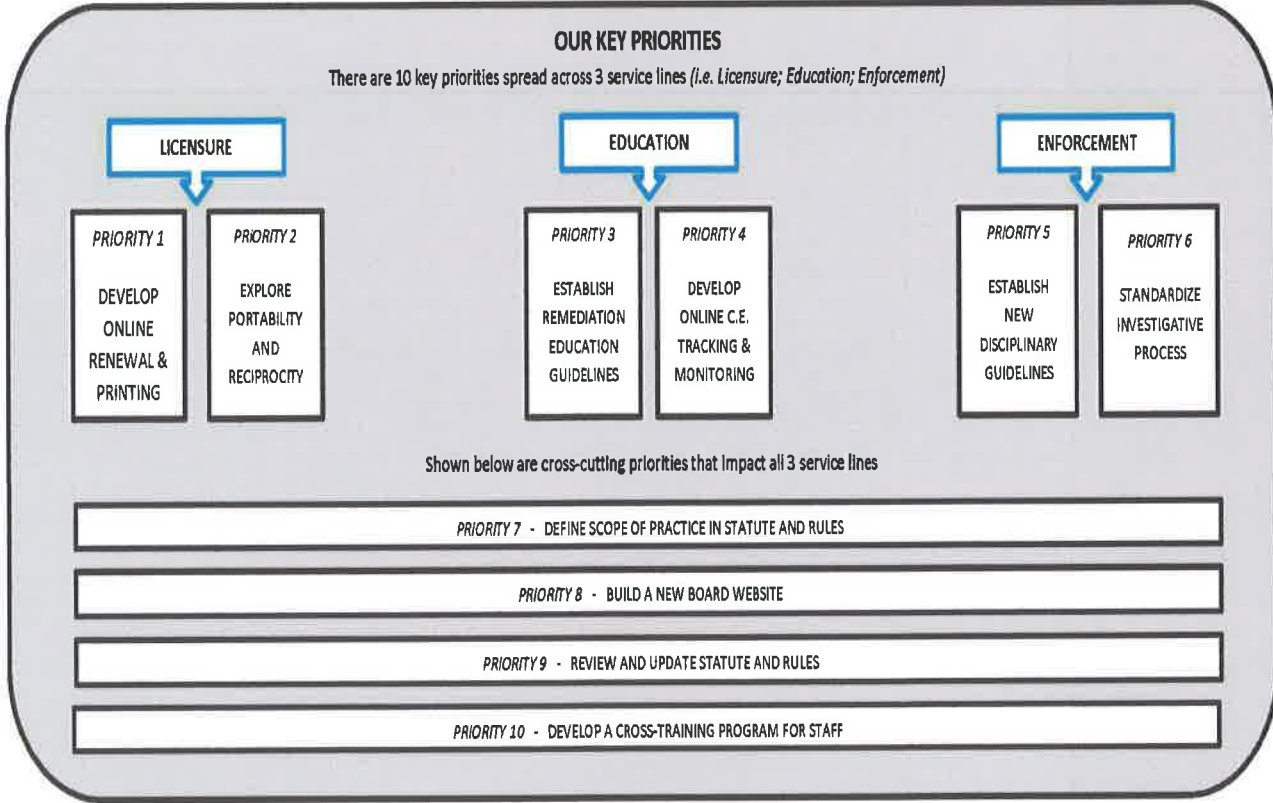 OUR KEY PRIORITIES
There are 10 key priorities spread across 3 service lines (i.e. Licensure; Education; Enforcement)
LICENSURE
EDUCATION
ENFORCEMENT
PRIORITY 1
DEVELOP
ONLINE
RENEWAL &
PRINTING
PRIORITY 2
EXPLORE
PORTABILITY
AND
RECIPROCITY
PRIORITY 3
ESTABLISH
REMEDIATION
EDUCATION
GUIDELINES
PRIORITY 4
DEVELOP
ONLINE C.E.
TRACKING &
MONITORING
PRIORITY 5
ESTABLISH
NEW
DISCIPLINARY
GUIDELINES
PRIORITY 6
STANDARDIZE
INVESTIGATIVE
PROCESS
Shown below are cross-cutting priorities that impact all 3 service lines
PRIORITY 7 - DEFINE SCOPE OF PRACTICE IN STATUTE AND RULES
PRIORITY 8 - BUILD A NEW BOARD WEBSITE
PRIORITY 9 - REVIEW AND UPDATE STATUTE AND RULES
PRIORITY 10 - DEVELOP A CROSS-TRAINING PROGRAM FOR STAFF